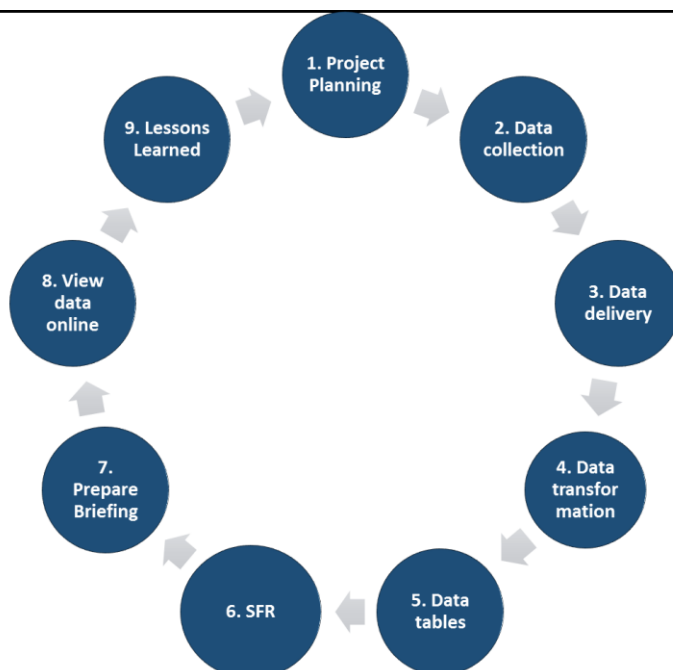 1. Project
Planning
2. Data
collection
3. Data
delivery
4. Data
transfor
mation
5. Data
tables
6. SFR
7.
Prepare
Briefing
8. View
data
online
9. Lessons
Learned